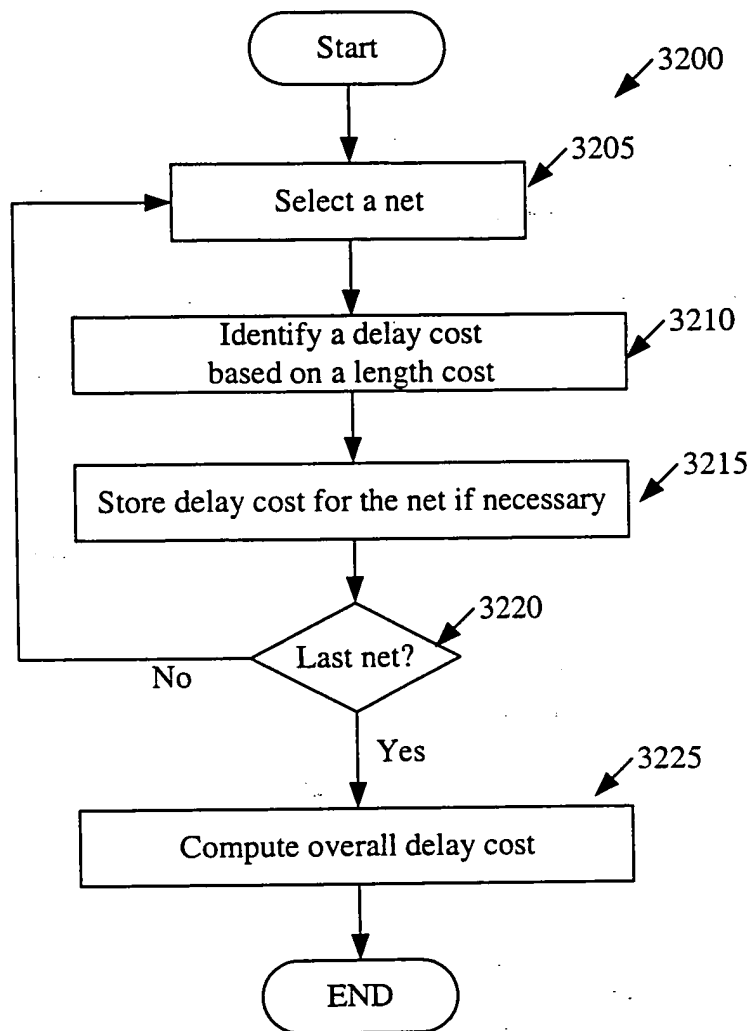 Start
3200
3205
Select a net
3210
Identify a delay cost
based on a length cost
3215
Store delay cost for the net if necessary
3220
Last net?
No
Yes
3225
Compute overall delay cost
END